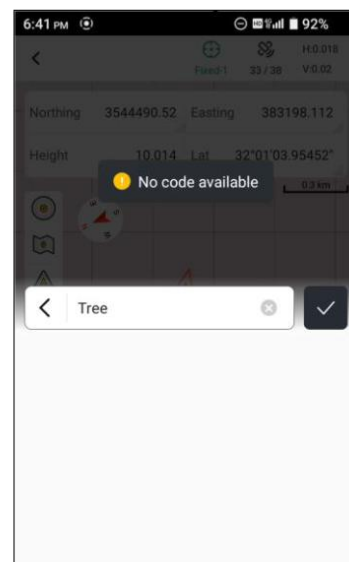 6:41 PM 92%
H:0.018
Fixed-1 33 / 38 V:0.02
Northing 3544490.52 Easting 383198.112
Height 10.014 Lat 32°01'03.95452"
No code available
0.3 km
Tree